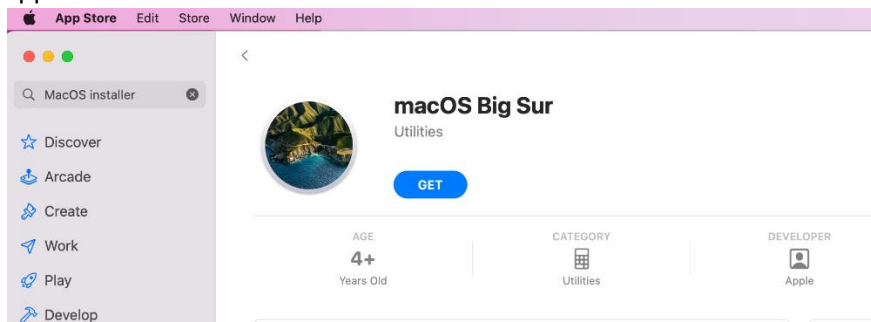 App Store Edit Store Window Help
MacOS installer
Discover
Arcade
Create
Work
Play
Develop
macOS Big Sur
Utilities
GET
AGE
4+
Years Old
CATEGORY
Utilities
DEVELOPER
Apple